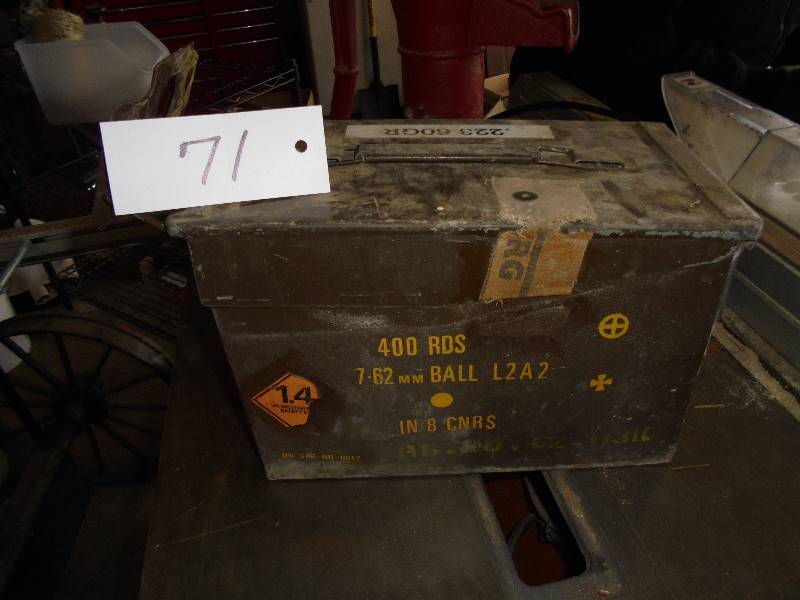 71
.223 60GR
RG
400 RDS
7.62 MM BALL L2A2
1.4
IN 8 CNRS